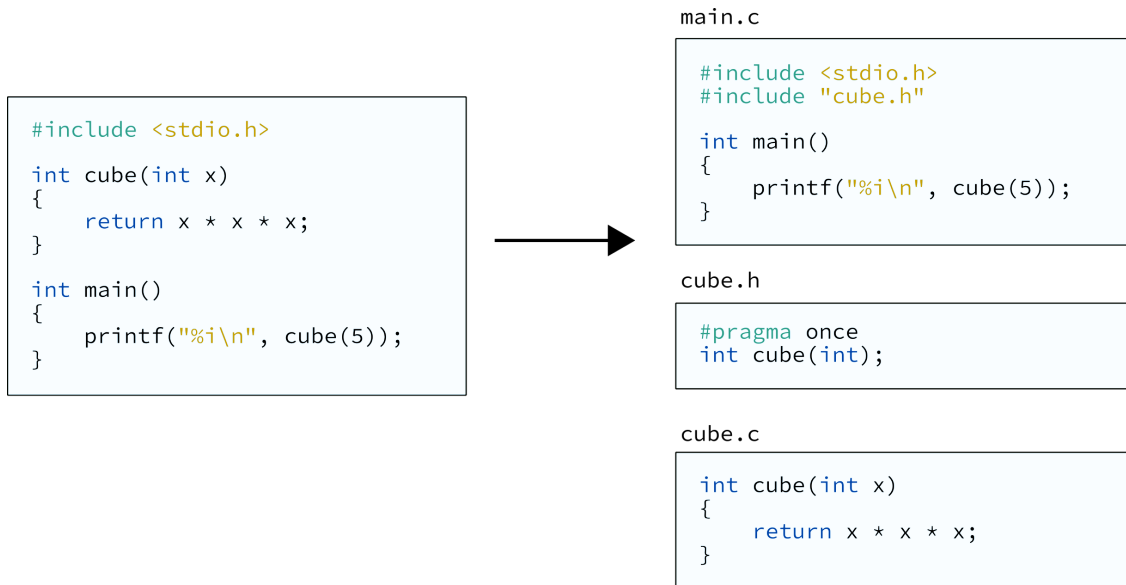 #include <stdio.h>
int cube(int x)
{
    return x * x * x;
}
int main()
{
    printf("%i\n", cube(5));
}
main.c
#include <stdio.h>
#include "cube.h"
int main()
{
    printf("%i\n", cube(5));
}
cube.h
#pragma once
int cube(int);
cube.c
int cube(int x)
{
    return x * x * x;
}